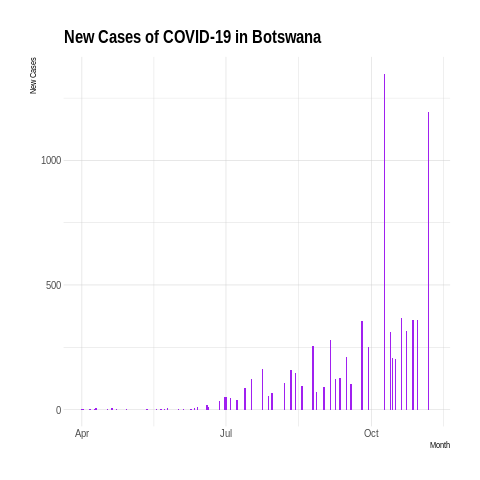 New Cases of COVID-19 in Botswana
New Cases
1000
500
0
Apr
Jul
Oct
Month